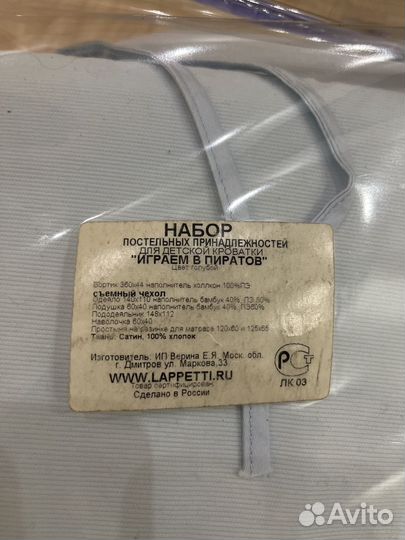 НАБОР
ПОСТЕЛЬНЫХ ПРИНАДЛЕЖНОСТЕЙ
ДЛЯ ДЕТСКОЙ КРОВАТКИ
"ИГРАЕМ В ПИРАТОВ"
Цвет голубой
Бортик 360х44 наполнитель холлкон 100%ПЭ
съемный чехол
Одеяло 140х110 наполнитель бамбук 40%, ПЭ 60%
Подушка 60х40 наполнитель бамбук 40%, ПЭ60%
Пододеяльник 148х112
Наволочка 60х40
Простыня на резинке для матраса 120х60 и 125х65
Ткань: Сатин, 100% хлопок
Изготовитель: ИП Верина Е.Я. Моск. обл.
г. Дмитров ул. Маркова,33
WWW.LAPPETTI.RU
Товар сертифицирован
Сделано в России
РСТ
ЛК 03
Avito